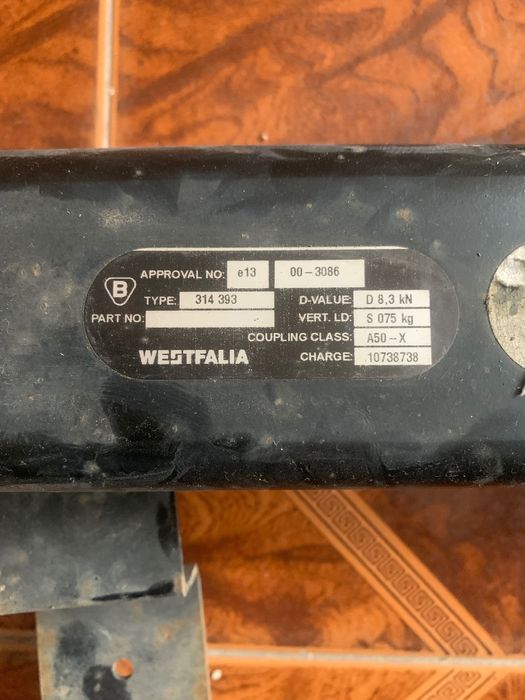 B
APPROVAL NO: e13 00-3086
TYPE: 314 393 D-VALUE: D 8,3 kN
PART NO: VERT. LD: S 075 kg
COUPLING CLASS: A50-X
WESTFALIA CHARGE: 10738738